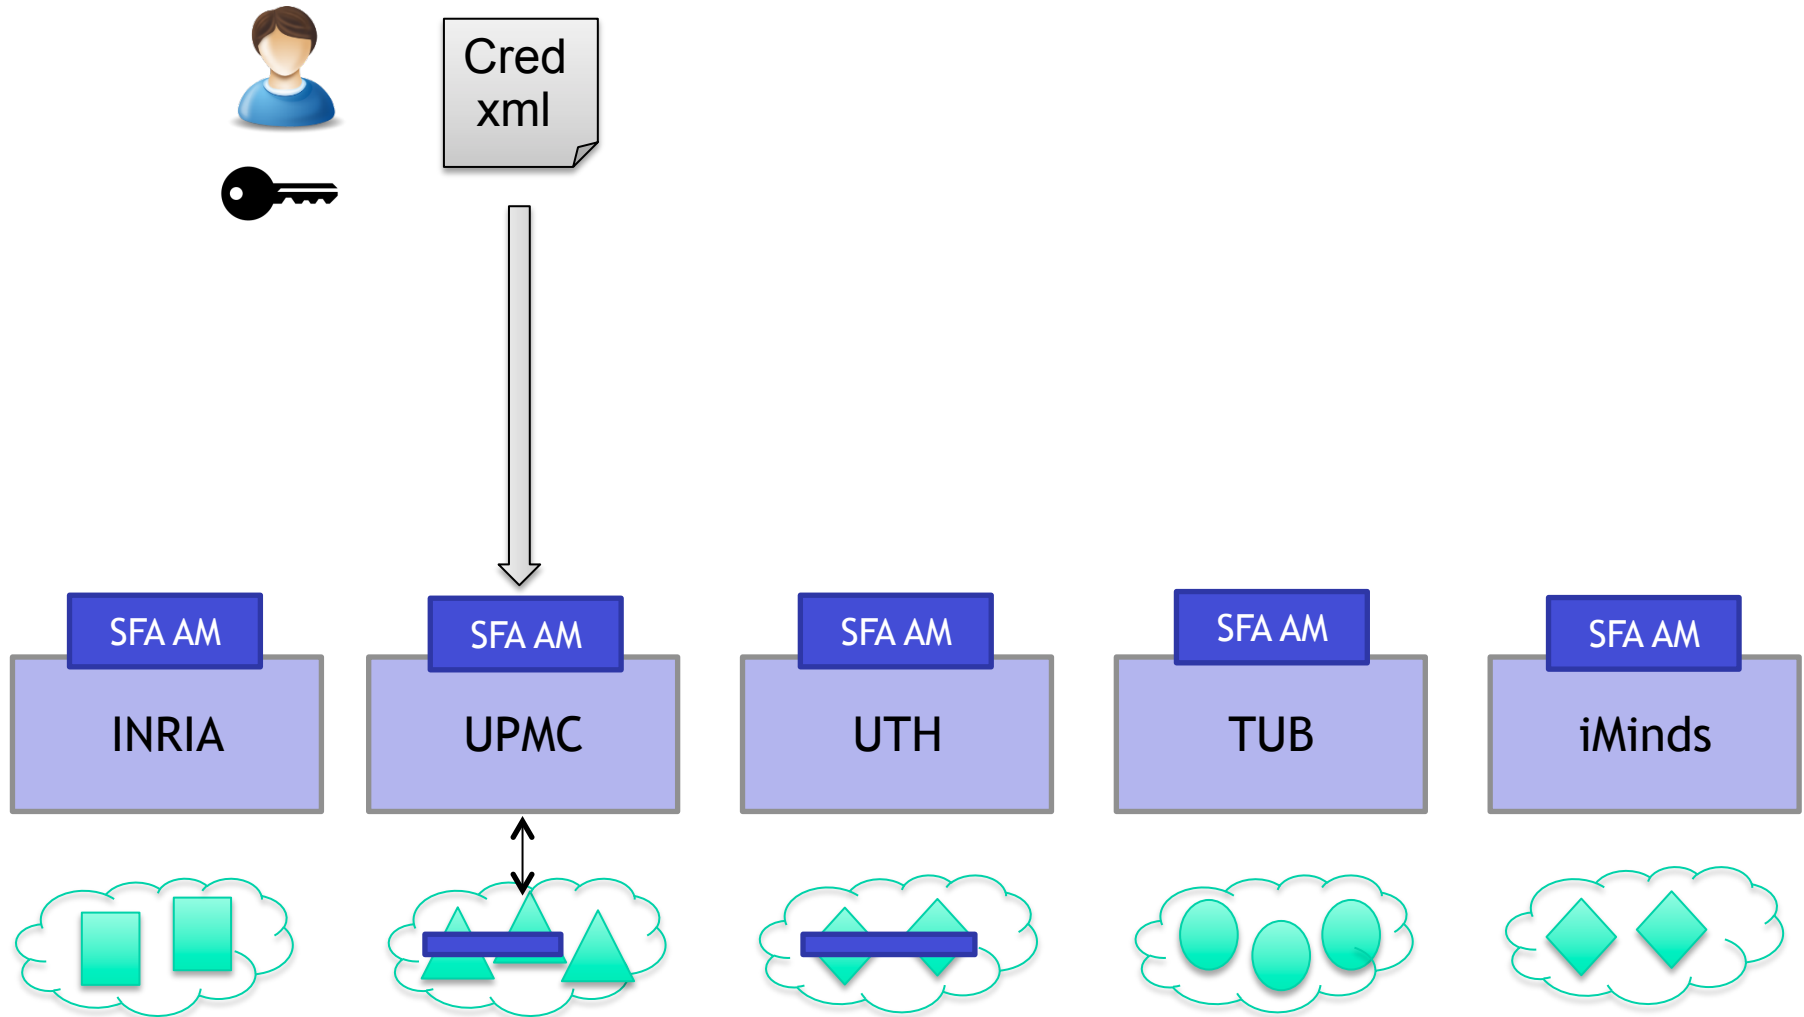 Cred
xml
SFA AM
SFA AM
SFA AM
SFA AM
SFA AM
INRIA
UPMC
UTH
TUB
iMinds